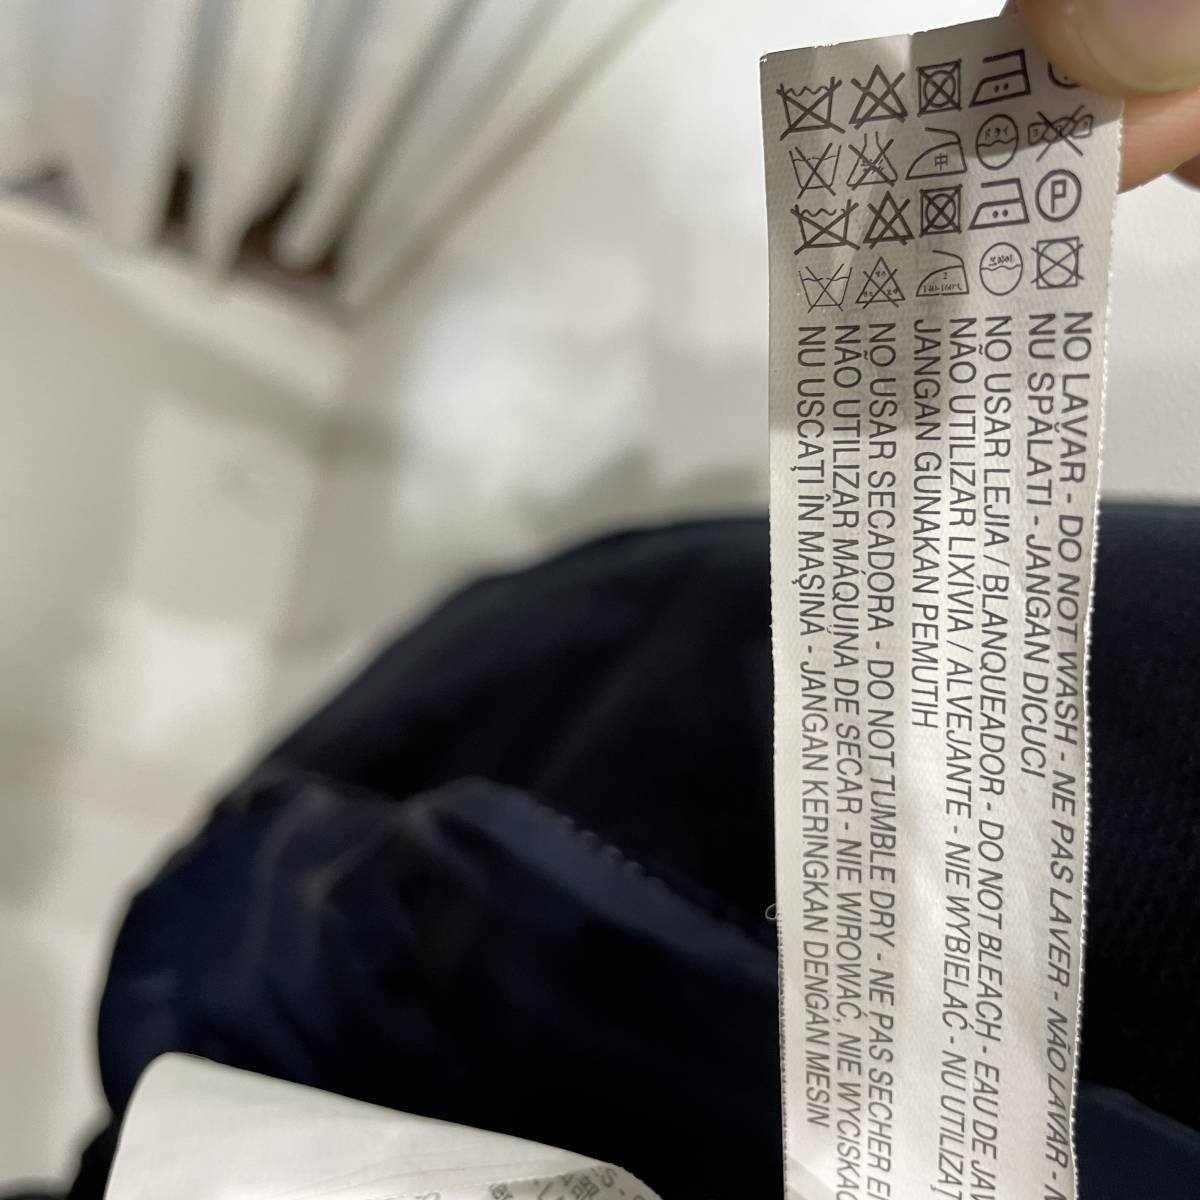 NO LAVAR - DO NOT WASH - NE PAS LAVER - NÃO LAVAR -
NU SPĂLATI - JANGAN DICUCI
NO USAR LEJIA / BLANQUEADOR - DO NOT BLEACH - EAU DE
NÃO UTILIZAR LIXÍVIA / ALVEJANTE - NIE WYBIELAĆ - NU
JANGAN GUNAKAN PEMUTIH
NO USAR SECADORA - DO NOT TUMBLE DRY - NE PAS SECHER
NÃO UTILIZAR MÁQUINA DE SECAR - NIE WIROWAĆ, NIE
NU USCAȚI ÎN MAȘINĂ - JANGAN KERINGKAN DENGAN MESIN
P
中